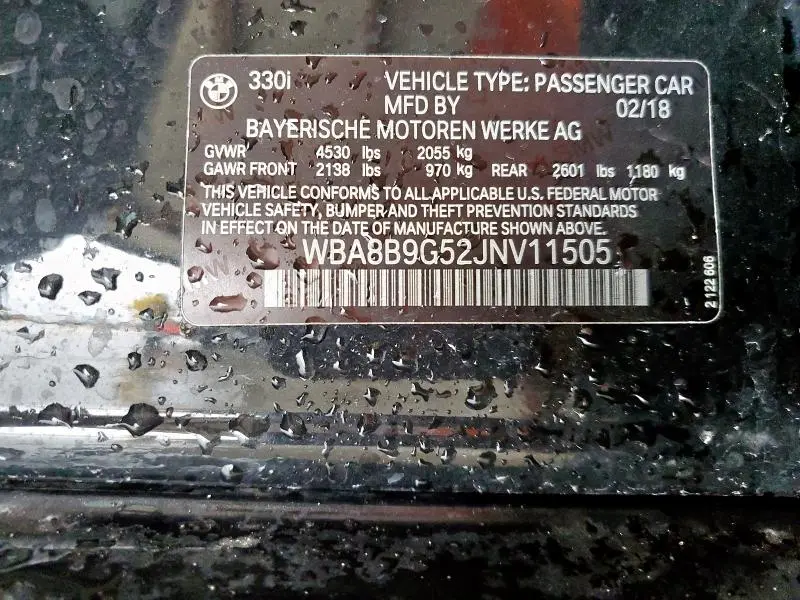 330i VEHICLE TYPE: PASSENGER CAR
MFD BY 02/18
BAYERISCHE MOTOREN WERKE AG
GVWR 4530 lbs 2055 kg
GAWR FRONT 2138 lbs 970 kg REAR 2601 lbs 1180 kg
THIS VEHICLE CONFORMS TO ALL APPLICABLE U.S. FEDERAL MOTOR
VEHICLE SAFETY, BUMPER AND THEFT PREVENTION STANDARDS
IN EFFECT ON THE DATE OF MANUFACTURE SHOWN ABOVE.
WBA8B9G52JNV11505
2 122 606